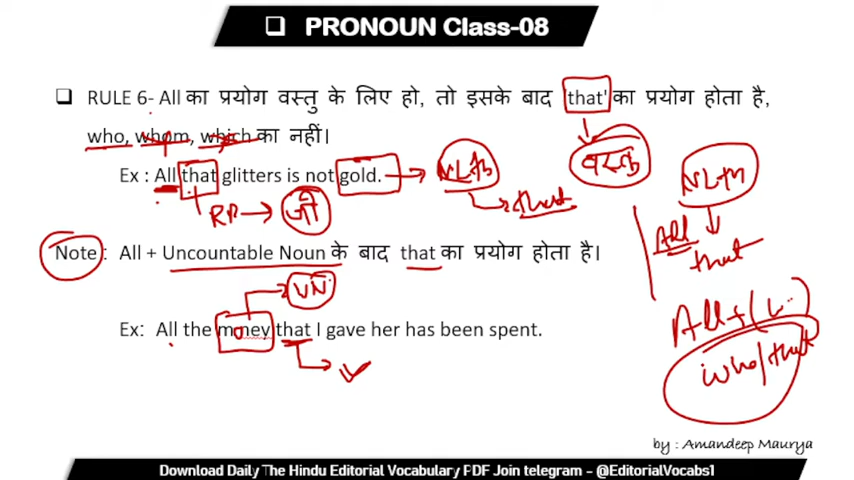 ❑ PRONOUN Class-08
❑ RULE 6- All का प्रयोग वस्तु के लिए हो, तो इसके बाद that' का प्रयोग होता है,
who, whom, which का नहीं।
वस्तु
Ex : All that glitters is not gold.
NLTh
NLTh
RP → जो
that
All
that
Note : All + Uncountable Noun के बाद that का प्रयोग होता है।
UN
All +
Ex: All the money that I gave her has been spent.
who/that
by : Amandeep Maurya
Download Daily The Hindu Editorial Vocabulary PDF Join telegram - @EditorialVocabs1